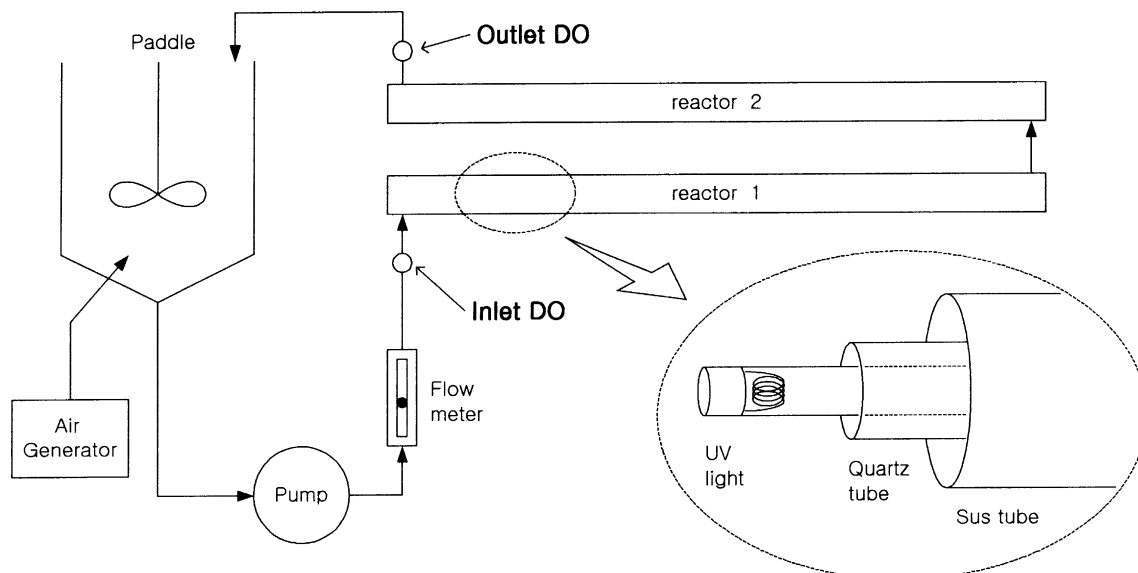 Paddle
Outlet DO
reactor 2
reactor 1
Inlet DO
Flow
meter
Air
Generator
Pump
UV
light
Quartz
tube
Sus tube